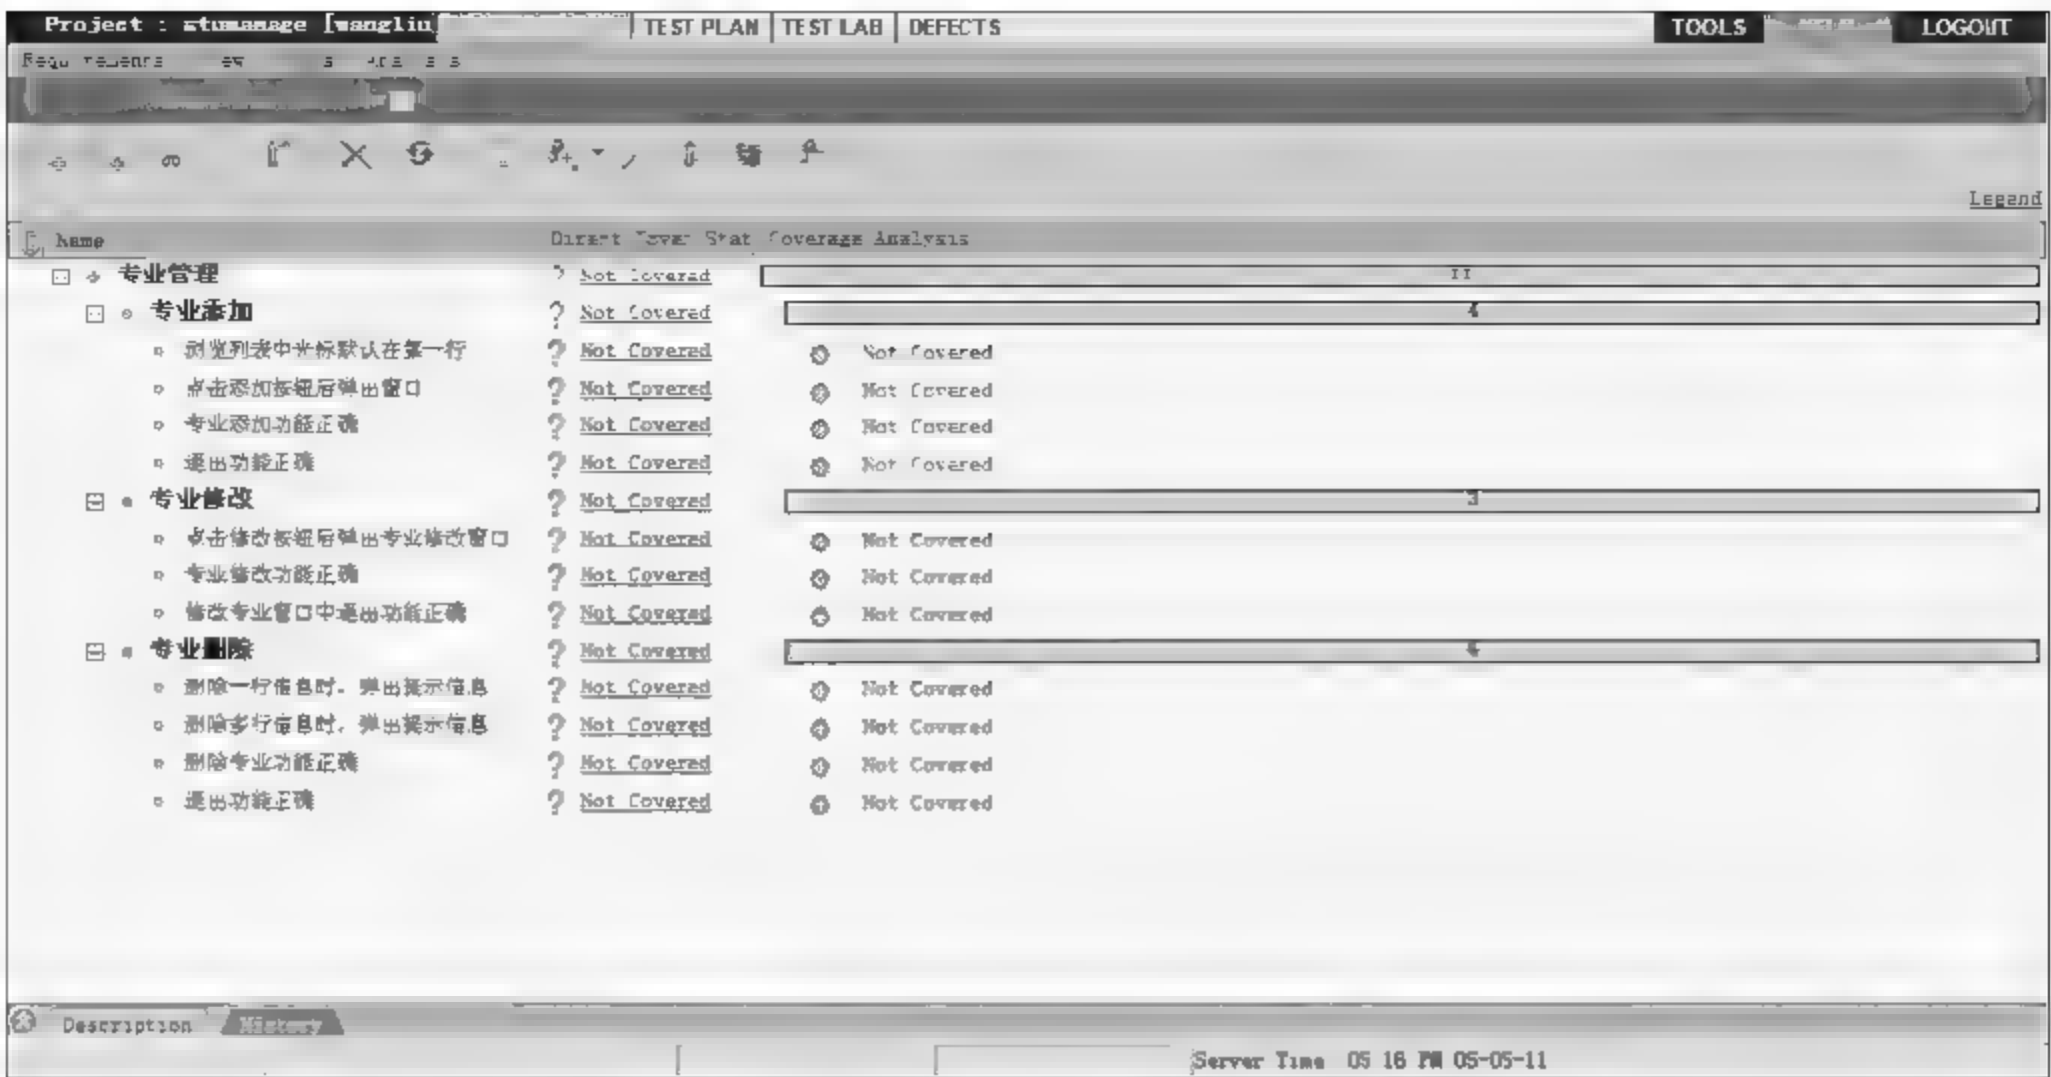 Project : stumanage [wangliu] TEST PLAN TEST LAB DEFECTS TOOLS LOGOUT
Requirements
Legend
Name Direct Cover Stat Coverage Analysis
专业管理 Not Covered 11
专业添加 Not Covered 4
浏览列表中光标默认在第一行 Not Covered Not Covered
点击添加按钮后弹出窗口 Not Covered Not Covered
专业添加功能正确 Not Covered Not Covered
退出功能正确 Not Covered Not Covered
专业修改 Not Covered 3
点击修改按钮后弹出专业修改窗口 Not Covered Not Covered
专业修改功能正确 Not Covered Not Covered
修改专业窗口中退出功能正确 Not Covered Not Covered
专业删除 Not Covered 4
删除一行信息时，弹出提示信息 Not Covered Not Covered
删除多行信息时，弹出提示信息 Not Covered Not Covered
删除专业功能正确 Not Covered Not Covered
退出功能正确 Not Covered Not Covered
Description History
Server Time 05 16 PM 05-05-11